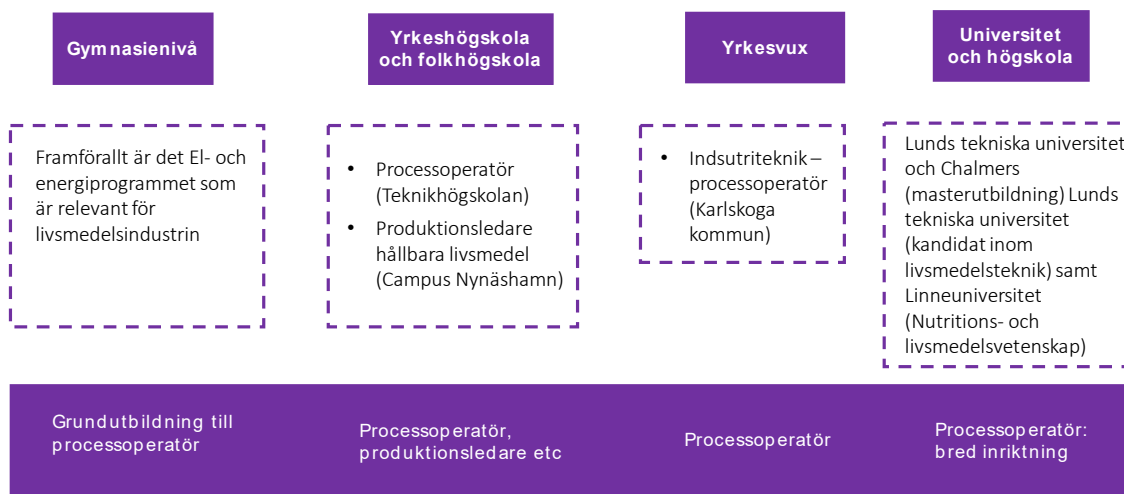 Gymnasienivå
Yrkeshögskola
och folkhögskola
Yrkesvux
Universitet
och högskola
Framförallt är det El- och
energiprogrammet som
är relevant för
livsmedelsindustrin
• Processoperatör
(Teknikhögskolan)
• Produktionsledare
hållbara livsmedel
(Campus Nynäshamn)
• Indsutriteknik –
processoperatör
(Karlskoga
kommun)
Lunds tekniska universitet
och Chalmers
(masterutbildning) Lunds
tekniska universitet
(kandidat inom
livsmedelsteknik) samt
Linneuniversitet
(Nutritions- och
livsmedelsvetenskap)
Grundutbildning till
processoperatör
Processoperatör,
produktionsledare etc
Processoperatör
Processoperatör:
bred inriktning